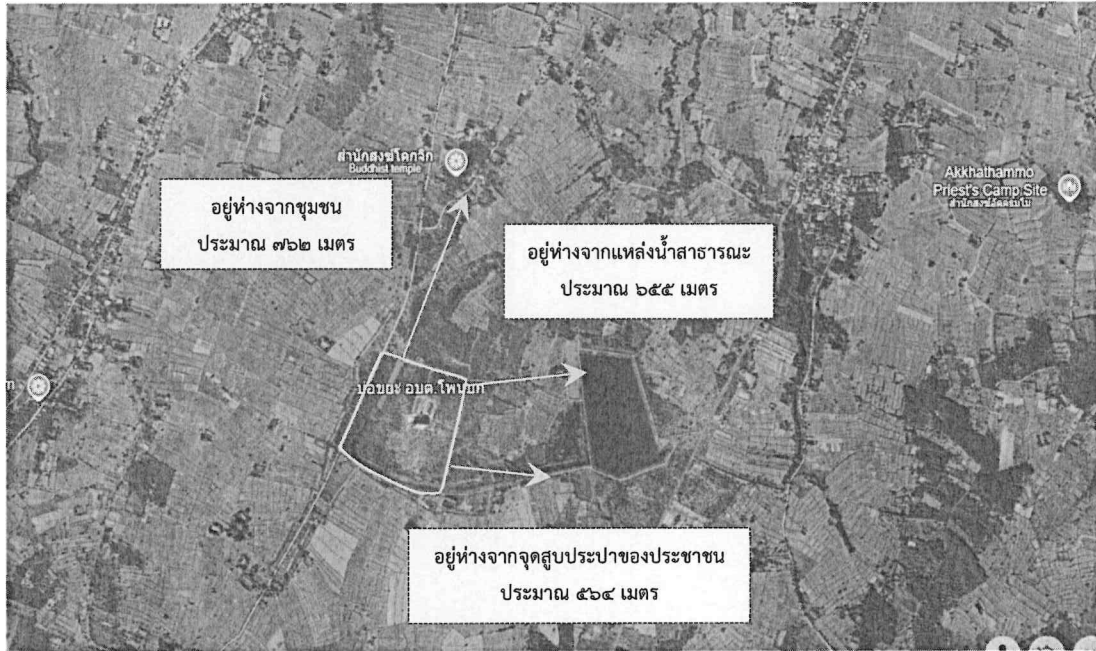 สำนักสงฆ์โคกจิก
Buddhist temple
Akkhathammo
Priest's Camp Site
อยู่ห่างจากชุมชน
ประมาณ ๗๖๒ เมตร
อยู่ห่างจากแหล่งน้ำสาธารณะ
ประมาณ ๖๕๕ เมตร
บ่อขยะ อบต.
อยู่ห่างจากจุดสูบประปาของประชาชน
ประมาณ ๕๖๔ เมตร